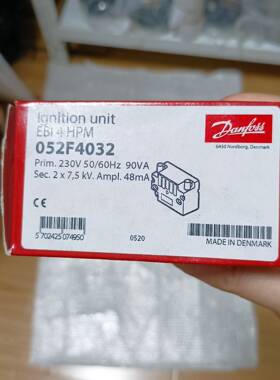 Ignition unit
EBI 4 HPM
052F4032
Prim. 230V 50/60Hz 90VA
Sec. 2 x 7,5 kV. Ampl. 48mA
Danfoss
6430 Nordborg, Denmark
CE
5 702425 074950
0520
MADE IN DENMARK